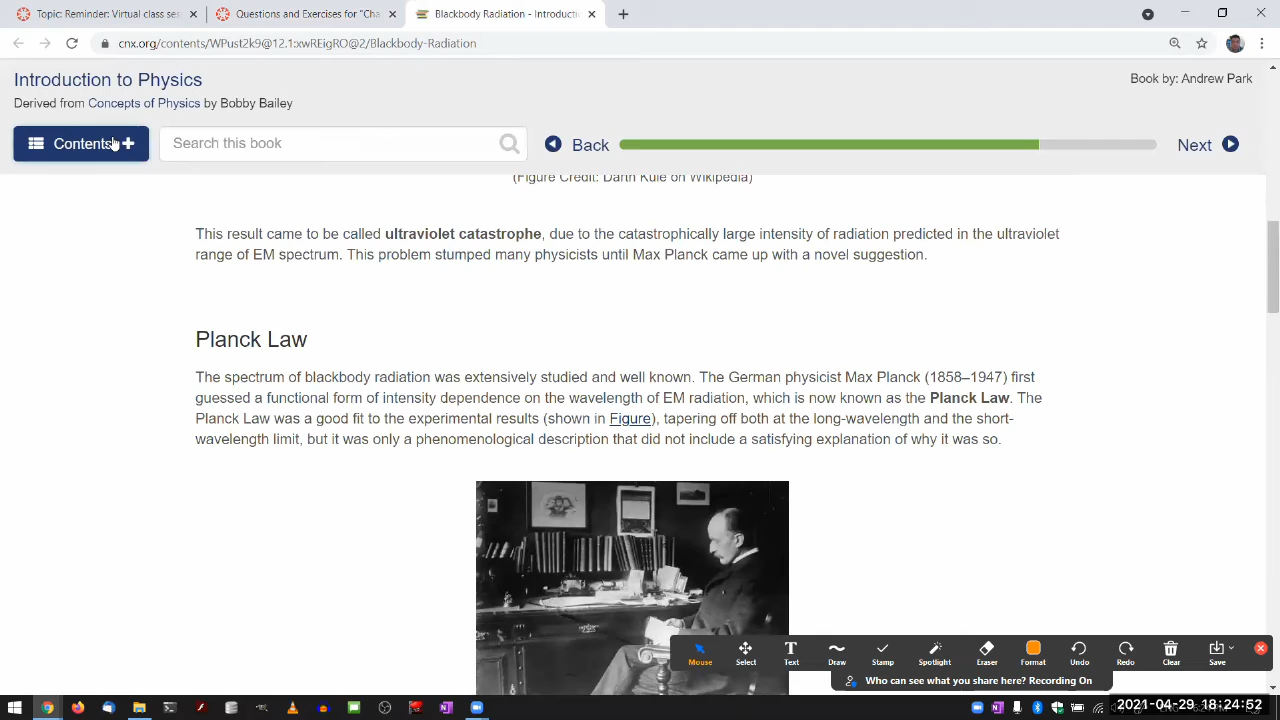 Topic: Reminder: Virtual class ses
Questions and Exercises for "Cha
Blackbody Radiation - Introducti
cnx.org/contents/WPust2k9@12.1:xwREigRO@2/Blackbody-Radiation
Introduction to Physics
Book by: Andrew Park
Derived from Concepts of Physics by Bobby Bailey
Contents
Search this book
Back
Next
(Figure Credit: Darth Kule on Wikipedia)
This result came to be called ultraviolet catastrophe, due to the catastrophically large intensity of radiation predicted in the ultraviolet
range of EM spectrum. This problem stumped many physicists until Max Planck came up with a novel suggestion.
Planck Law
The spectrum of blackbody radiation was extensively studied and well known. The German physicist Max Planck (1858–1947) first
guessed a functional form of intensity dependence on the wavelength of EM radiation, which is now known as the Planck Law. The
Planck Law was a good fit to the experimental results (shown in Figure), tapering off both at the long-wavelength and the short-
wavelength limit, but it was only a phenomenological description that did not include a satisfying explanation of why it was so.
Mouse Select Text Draw Stamp Spotlight Eraser Format Undo Redo Clear Save
Who can see what you share here? Recording On
2021-04-29 18:24:52